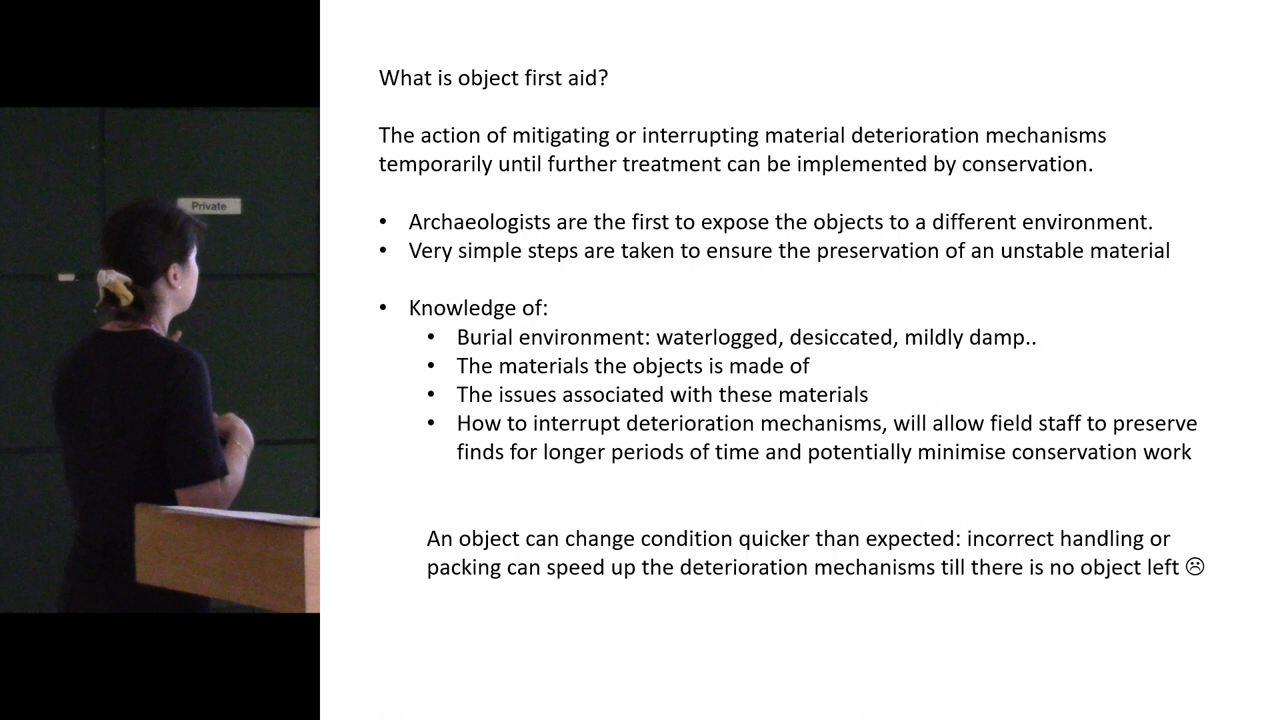 Private
What is object first aid?
The action of mitigating or interrupting material deterioration mechanisms
temporarily until further treatment can be implemented by conservation.
• Archaeologists are the first to expose the objects to a different environment.
• Very simple steps are taken to ensure the preservation of an unstable material
• Knowledge of:
• Burial environment: waterlogged, desiccated, mildly damp..
• The materials the objects is made of
• The issues associated with these materials
• How to interrupt deterioration mechanisms, will allow field staff to preserve
finds for longer periods of time and potentially minimise conservation work
An object can change condition quicker than expected: incorrect handling or
packing can speed up the deterioration mechanisms till there is no object left ☹